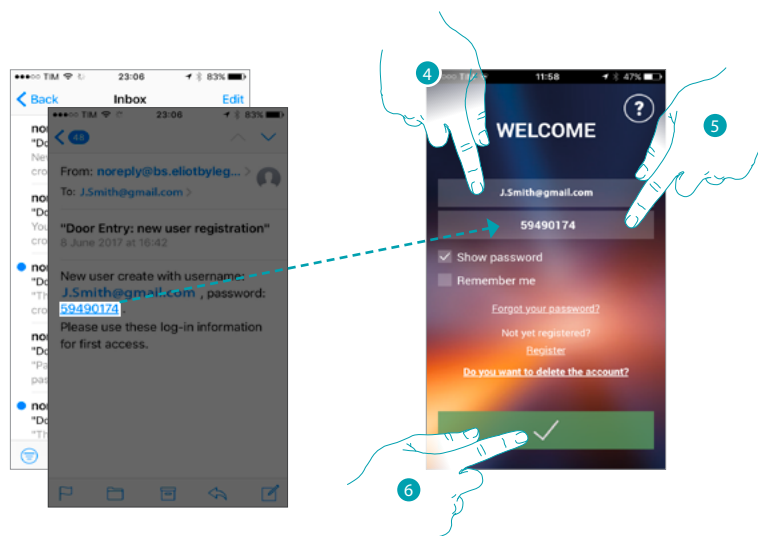 TIM 23:06 83%
Back Inbox Edit
TIM 23:06 83%
48
From: noreply@bs.eliotbyleg...
To: J.Smith@gmail.com
"Door Entry: new user registration"
8 June 2017 at 16:42
New user create with username:
J.Smith@gmail.com , password:
59490174 .
Please use these log-in information
for first access.
4
TIM 11:58 47%
?
WELCOME
5
J.Smith@gmail.com
59490174
Show password
Remember me
Forgot your password?
Not yet registered?
Register
Do you want to delete the account?
6